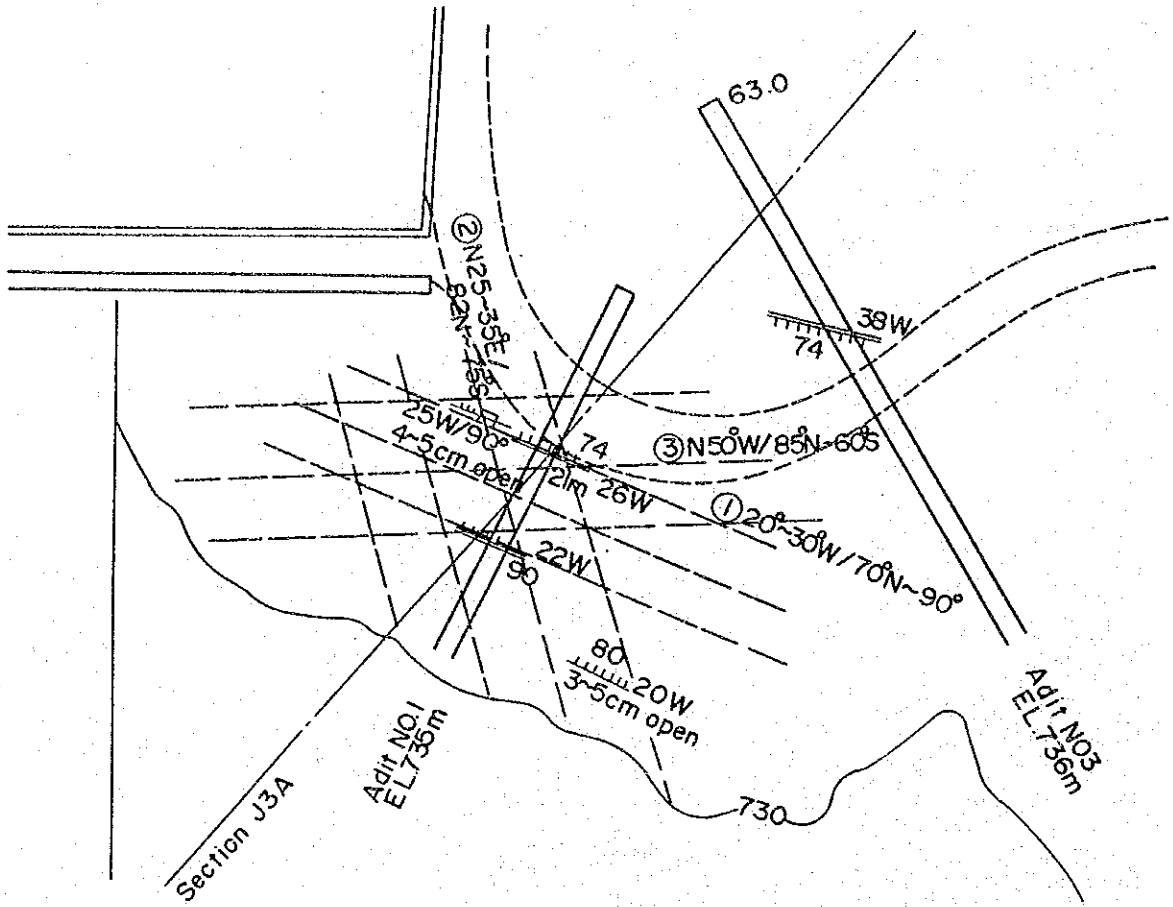 63.0
②N25~35°E/
82N~75S
38W
74
25W/90°
4~5cm open
74
21m 26W
③N50°W/85°N~60°S
①20°~30°W/70°N~90°
22W
90
80
20W
3~5cm open
Adit NO.1
EL.735m
Adit NO3
EL.736m
730
Section J3A